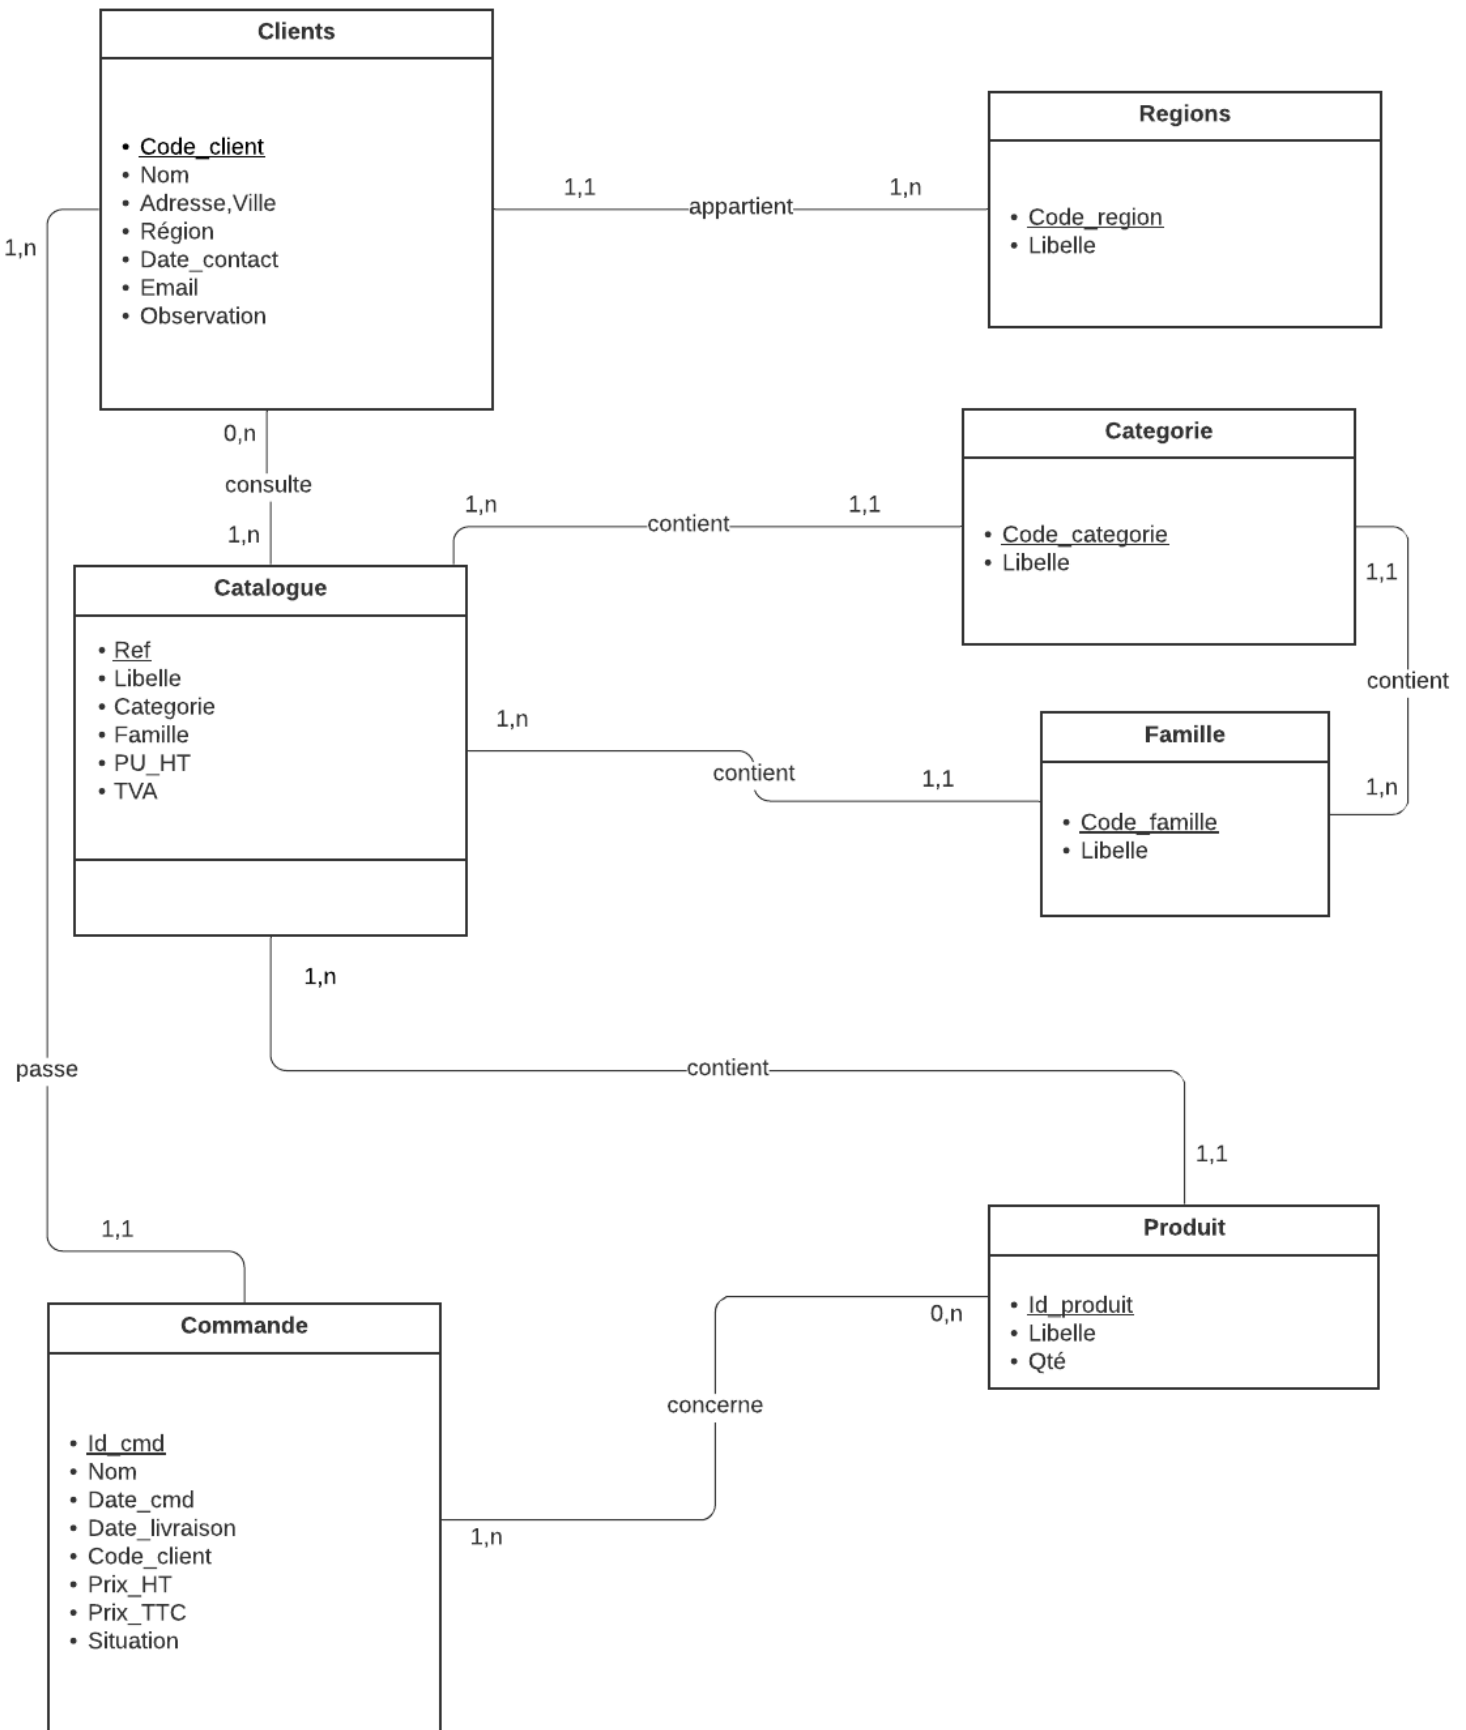 Clients
• Code_client
• Nom
• Adresse,Ville
• Région
• Date_contact
• Email
• Observation
Regions
• Code_region
• Libelle
1,1
appartient
1,n
1,n
0,n
consulte
1,n
Categorie
• Code_categorie
• Libelle
1,n
contient
1,1
1,1
contient
1,n
Catalogue
• Ref
• Libelle
• Categorie
• Famille
• PU_HT
• TVA
1,n
contient
1,1
Famille
• Code_famille
• Libelle
1,n
contient
1,1
passe
1,1
Produit
• Id_produit
• Libelle
• Qté
0,n
concerne
1,n
Commande
• Id_cmd
• Nom
• Date_cmd
• Date_livraison
• Code_client
• Prix_HT
• Prix_TTC
• Situation